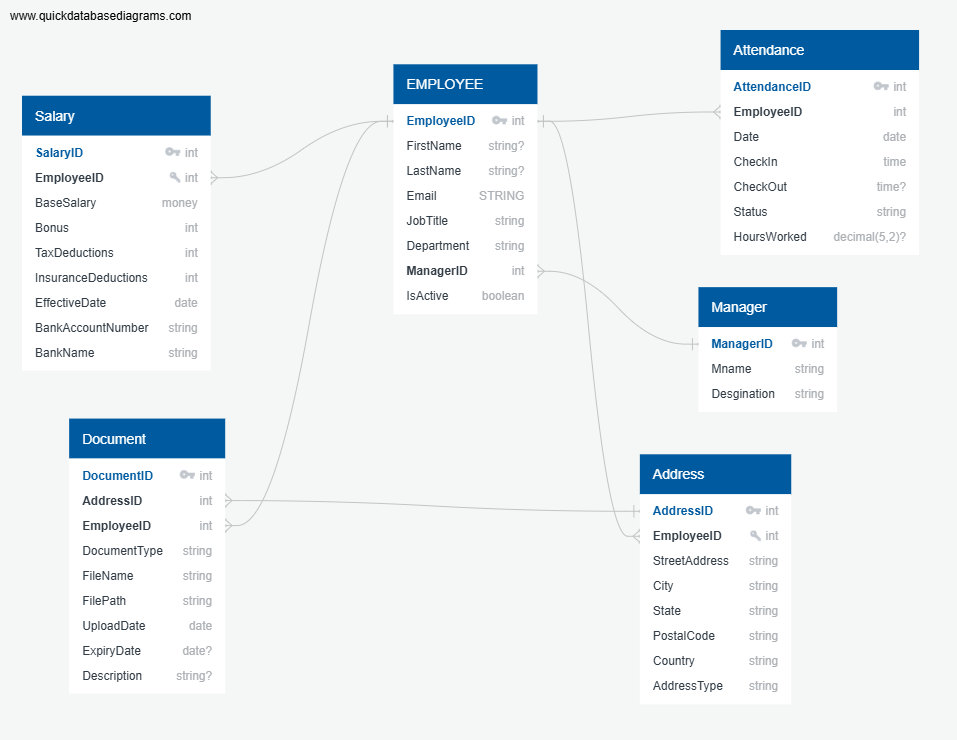 www.quickdatabasediagrams.com
Salary
SalaryID int
EmployeeID int
BaseSalary money
Bonus int
TaxDeductions int
InsuranceDeductions int
EffectiveDate date
BankAccountNumber string
BankName string
EMPLOYEE
EmployeeID int
FirstName string?
LastName string?
Email STRING
JobTitle string
Department string
ManagerID int
IsActive boolean
Attendance
AttendanceID int
EmployeeID int
Date date
CheckIn time
CheckOut time?
Status string
HoursWorked decimal(5,2)?
Manager
ManagerID int
Mname string
Desgination string
Document
DocumentID int
AddressID int
EmployeeID int
DocumentType string
FileName string
FilePath string
UploadDate date
ExpiryDate date?
Description string?
Address
AddressID int
EmployeeID int
StreetAddress string
City string
State string
PostalCode string
Country string
AddressType string